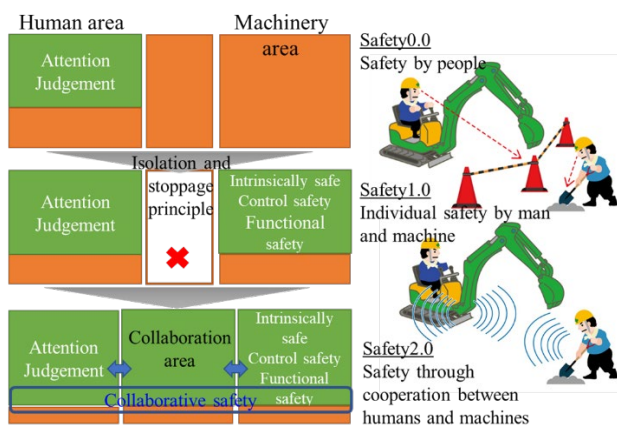 Human area
Machinery
area
Attention
Judgement
Isolation and
stoppage
principle
Attention
Judgement
Intrinsically safe
Control safety
Functional
safety
Attention
Judgement
Collaboration
area
Intrinsically
safe
Control safety
Functional
safety
Collaborative safety
Safety0.0
Safety by people
Safety1.0
Individual safety by man
and machine
Safety2.0
Safety through
cooperation between
humans and machines